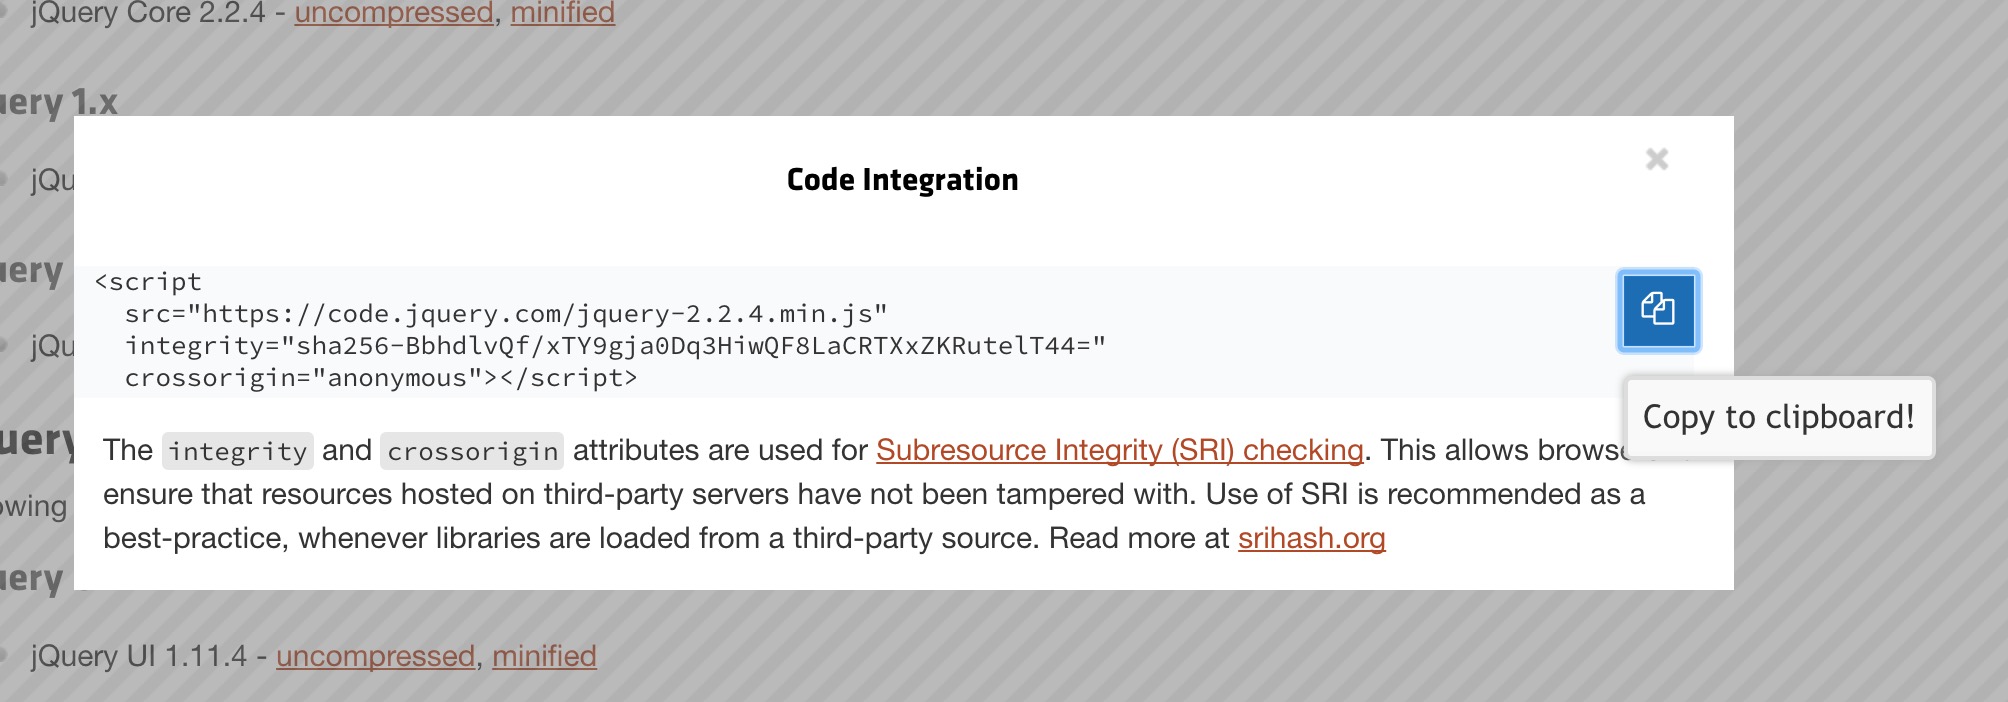 jQuery Core 2.2.4 - uncompressed, minified
uery 1.x
jQu
Code Integration
uery
<script
src="https://code.jquery.com/jquery-2.2.4.min.js"
jQu
integrity="sha256-BbhdlvQf/xTY9gja0Dq3HiwQF8LaCRTXxZKRutelT44="
crossorigin="anonymous"></script>
Copy to clipboard!
uery
The integrity and crossorigin attributes are used for Subresource Integrity (SRI) checking. This allows brows
ensure that resources hosted on third-party servers have not been tampered with. Use of SRI is recommended as a
owing
best-practice, whenever libraries are loaded from a third-party source. Read more at srihash.org
uery
jQuery UI 1.11.4 - uncompressed, minified